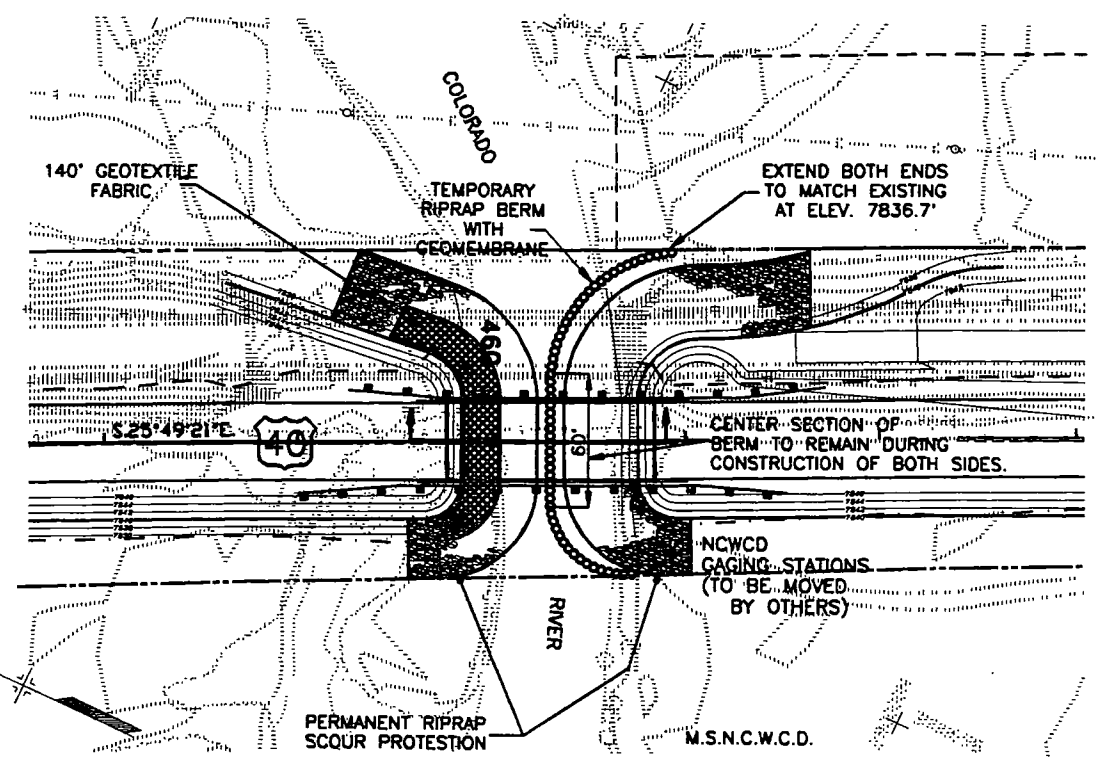 COLORADO
140' GEOTEXTILE
FABRIC
TEMPORARY
RIPRAP BERM
WITH
GEOMEMBRANE
EXTEND BOTH ENDS
TO MATCH EXISTING
AT ELEV. 7836.7'
460
S.25°49'21"E.
40
60'
CENTER SECTION OF
BERM TO REMAIN DURING
CONSTRUCTION OF BOTH SIDES.
NCWCD
GAGING STATIONS
(TO BE MOVED
BY OTHERS)
RIVER
PERMANENT RIPRAP
SCOUR PROTESTION
M.S.N.C.W.C.D.